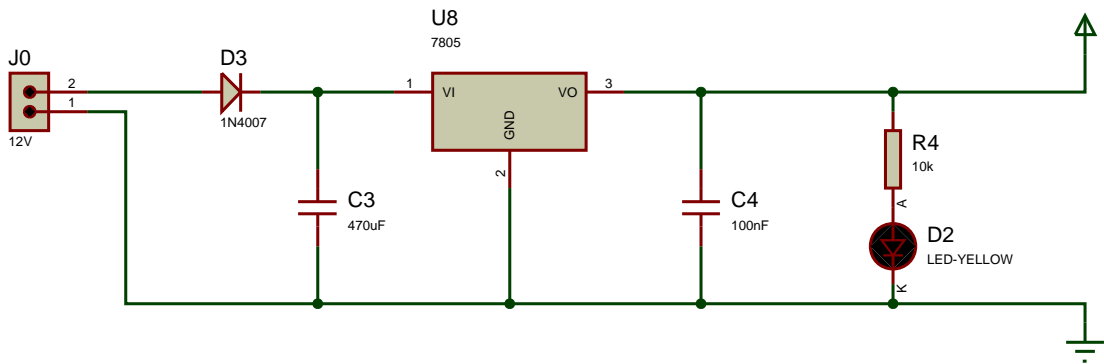 J0
2
1
12V
D3
1N4007
U8
7805
1
VI
VO
3
GND
2
C3
470uF
C4
100nF
R4
10k
A
D2
LED-YELLOW
K